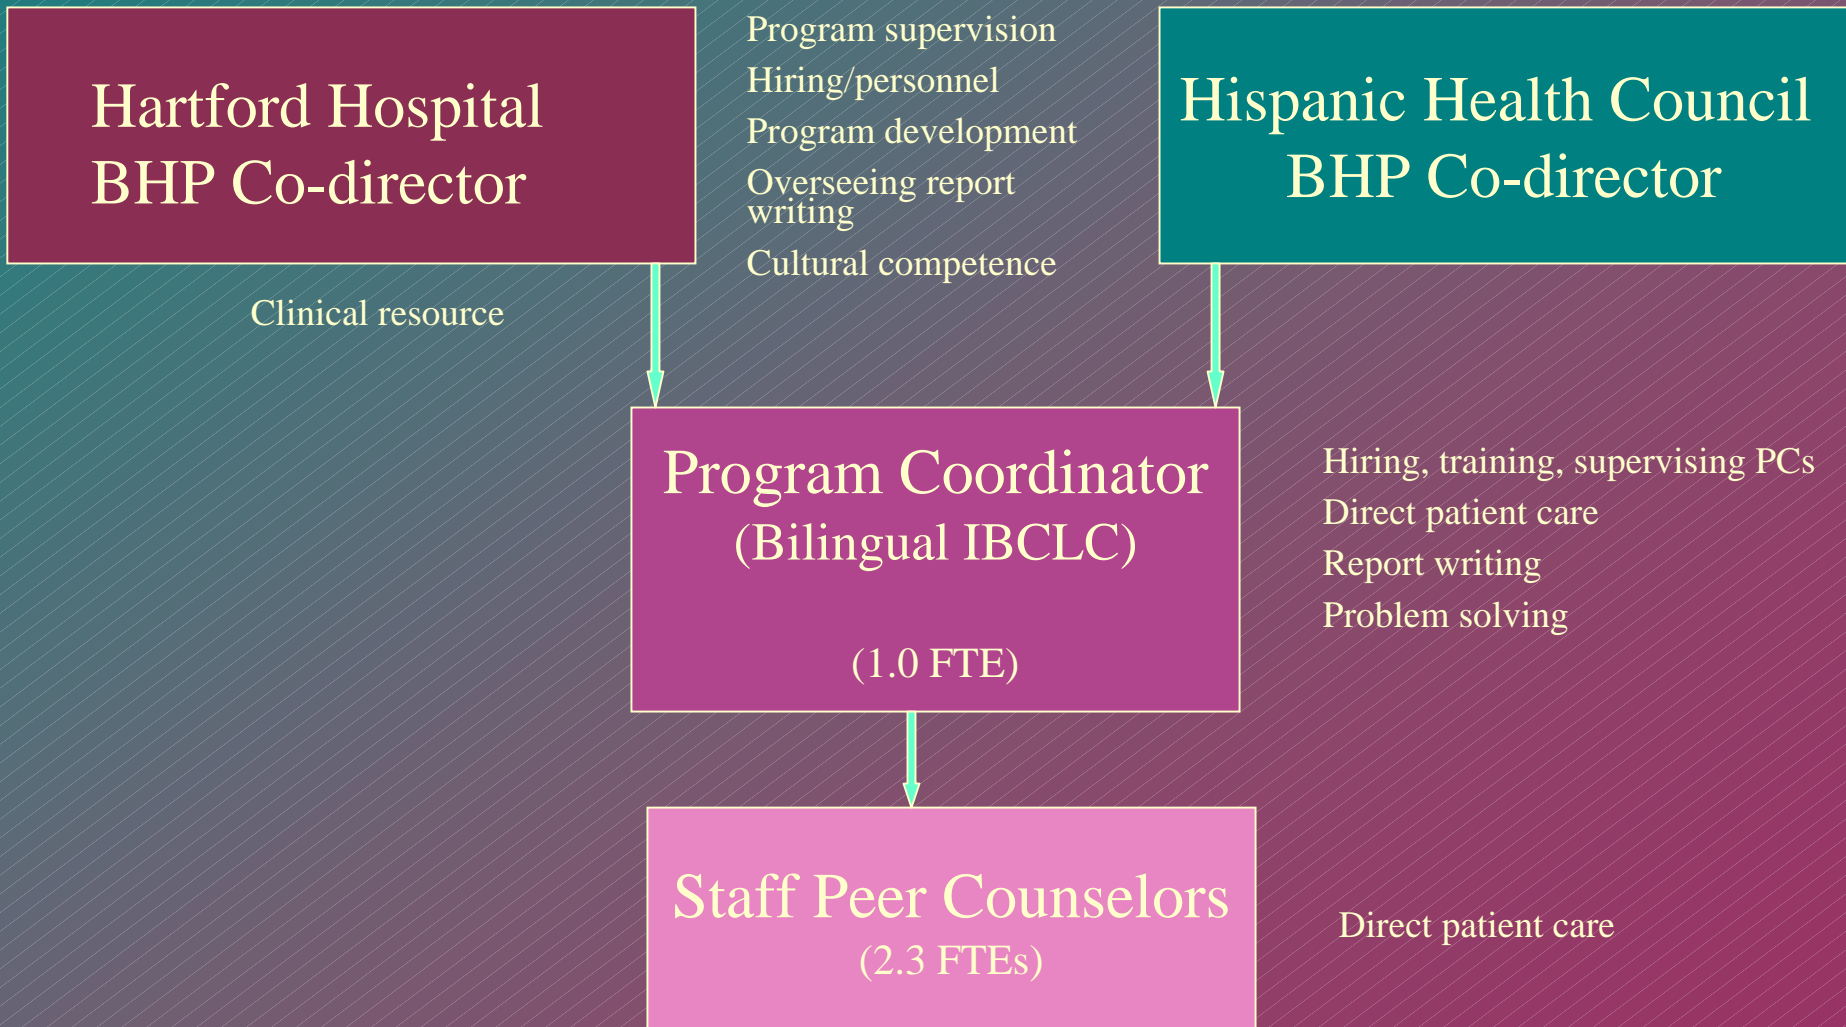 Hartford Hospital
BHP Co-director
Program supervision
Hiring/personnel
Program development
Overseeing report
writing
Cultural competence
Hispanic Health Council
BHP Co-director
Clinical resource
Program Coordinator
(Bilingual IBCLC)
(1.0 FTE)
Hiring, training, supervising PCs
Direct patient care
Report writing
Problem solving
Staff Peer Counselors
(2.3 FTEs)
Direct patient care